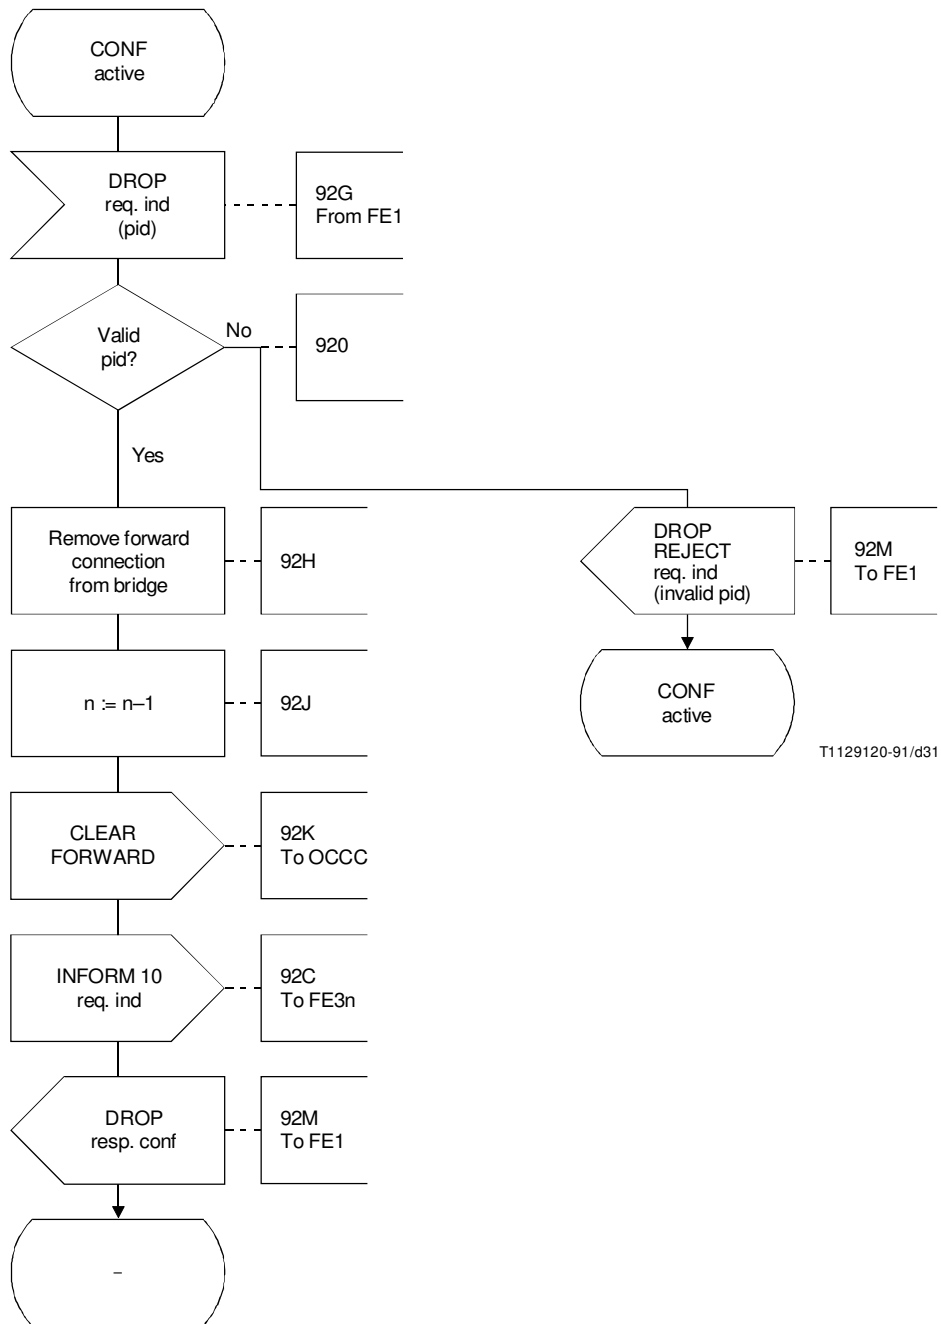 CONF
active
DROP
req. ind
(pid)
92G
From FE1
Valid
pid?
No
920
Yes
Remove forward
connection
from bridge
92H
DROP
REJECT
req. ind
(invalid pid)
92M
To FE1
n := n–1
92J
CONF
active
T1129120-91/d31
CLEAR
FORWARD
92K
To OCCC
INFORM 10
req. ind
92C
To FE3n
DROP
resp. conf
92M
To FE1
–